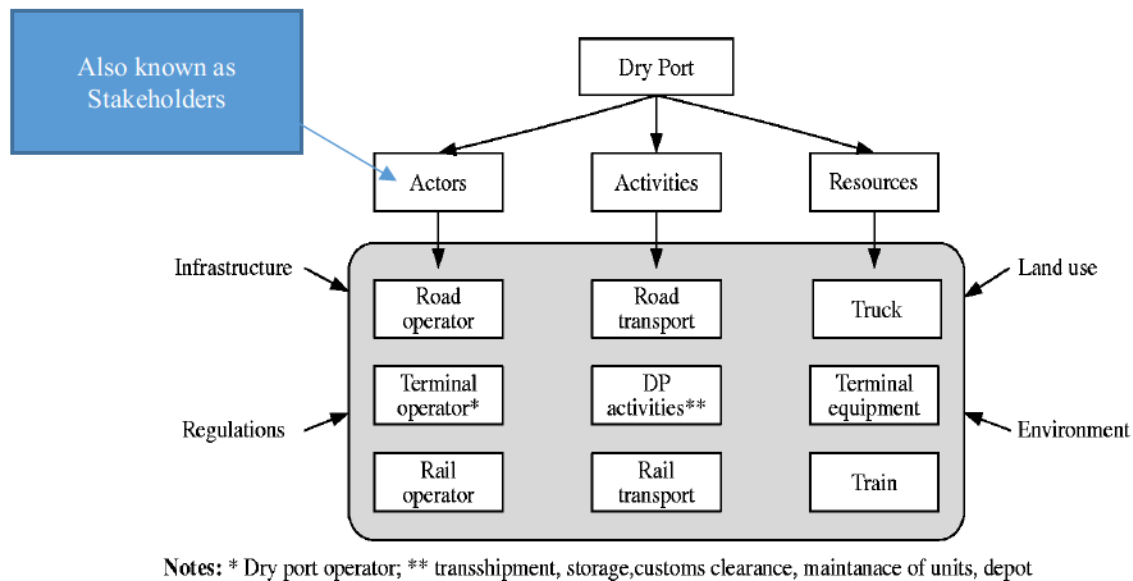 Also known as
Stakeholders
Dry Port
Actors
Activities
Resources
Infrastructure
Land use
Road
operator
Road
transport
Truck
Terminal
operator*
DP
activities**
Terminal
equipment
Regulations
Environment
Rail
operator
Rail
transport
Train
Notes: * Dry port operator; ** transshipment, storage,customs clearance, maintanace of units, depot